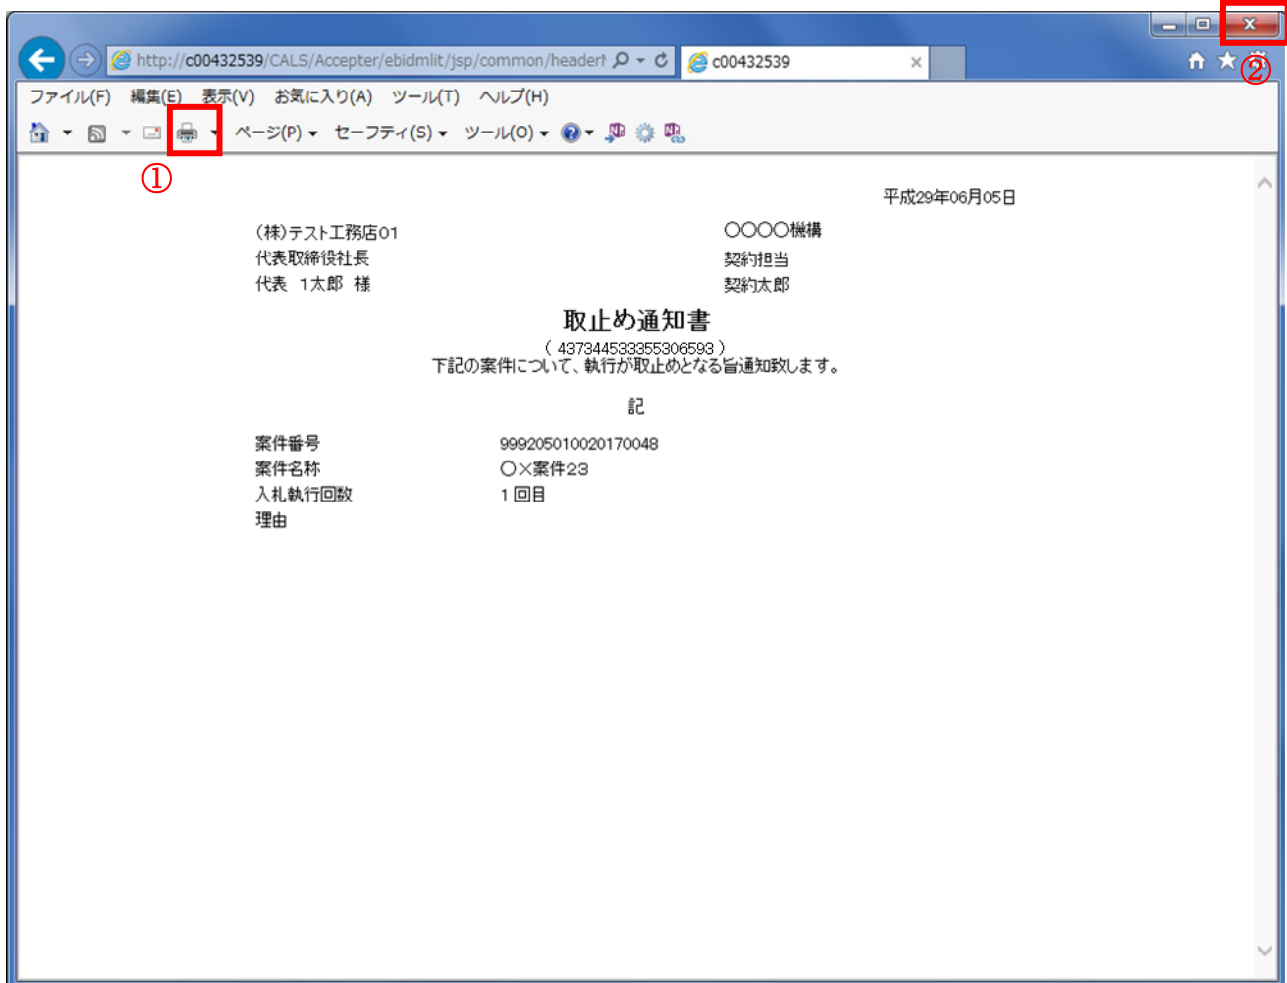 ②
http://c00432539/CALS/Accepter/ebidmlit/jsp/common/header
c00432539
ファイル(F) 編集(E) 表示(V) お気に入り(A) ツール(T) ヘルプ(H)
ページ(P) セーフティ(S) ツール(O)
①
平成29年06月05日
(株)テスト工務店01
〇〇〇〇機構
代表取締役社長
契約担当
代表 1太郎 様
契約太郎
取止め通知書
( 437344533355306593 )
下記の案件について、執行が取止めとなる旨通知致します。
記
案件番号 999205010020170048
案件名称 〇×案件23
入札執行回数 1 回目
理由